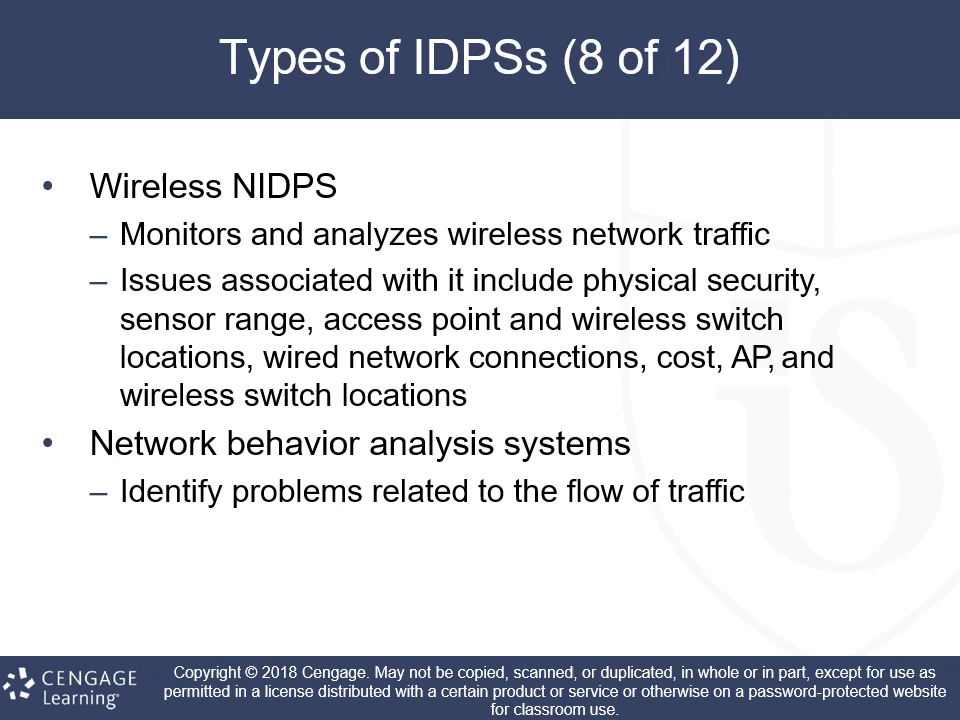 Types of IDPSs (8 of 12)
• Wireless NIDPS
– Monitors and analyzes wireless network traffic
– Issues associated with it include physical security,
sensor range, access point and wireless switch
locations, wired network connections, cost, AP, and
wireless switch locations
• Network behavior analysis systems
– Identify problems related to the flow of traffic
iS
CENGAGE
Learning®
Copyright © 2018 Cengage. May not be copied, scanned, or duplicated, in whole or in part, except for use as
permitted in a license distributed with a certain product or service or otherwise on a password-protected website
for classroom use.